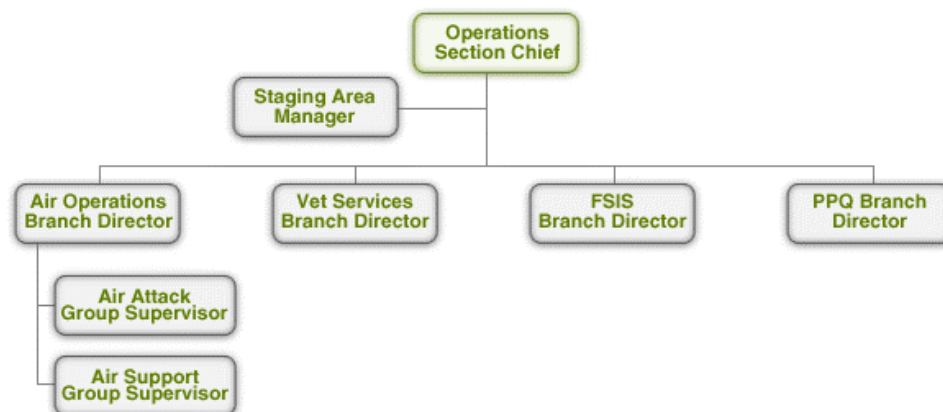 Operations
Section Chief
Staging Area
Manager
Air Operations
Branch Director
Vet Services
Branch Director
FSIS
Branch Director
PPQ Branch
Director
Air Attack
Group Supervisor
Air Support
Group Supervisor